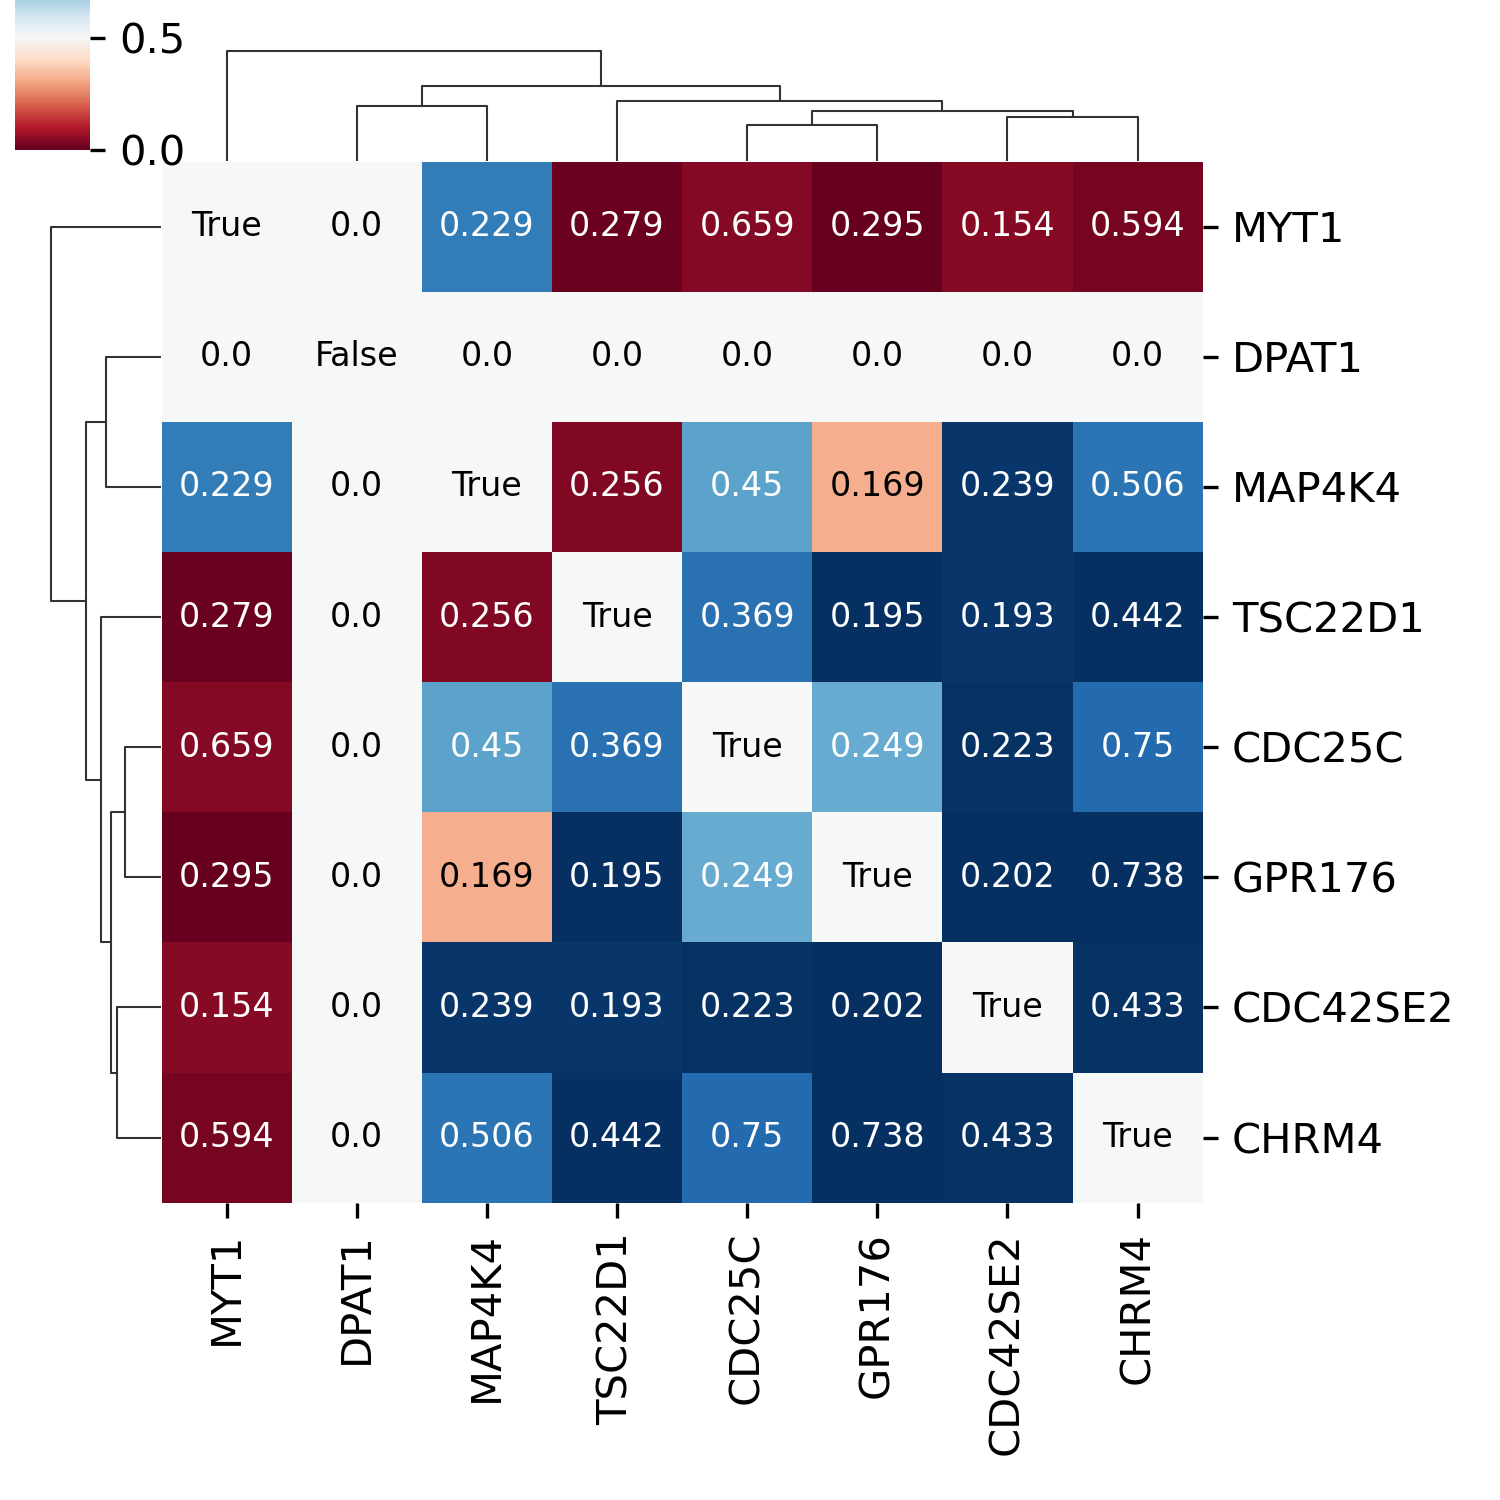 0.5
0.0
True 0.0 0.229 0.279 0.659 0.295 0.154 0.594 MYT1
0.0 False 0.0 0.0 0.0 0.0 0.0 0.0 DPAT1
0.229 0.0 True 0.256 0.45 0.169 0.239 0.506 MAP4K4
0.279 0.0 0.256 True 0.369 0.195 0.193 0.442 TSC22D1
0.659 0.0 0.45 0.369 True 0.249 0.223 0.75 CDC25C
0.295 0.0 0.169 0.195 0.249 True 0.202 0.738 GPR176
0.154 0.0 0.239 0.193 0.223 0.202 True 0.433 CDC42SE2
0.594 0.0 0.506 0.442 0.75 0.738 0.433 True CHRM4
MYT1 DPAT1 MAP4K4 TSC22D1 CDC25C GPR176 CDC42SE2 CHRM4